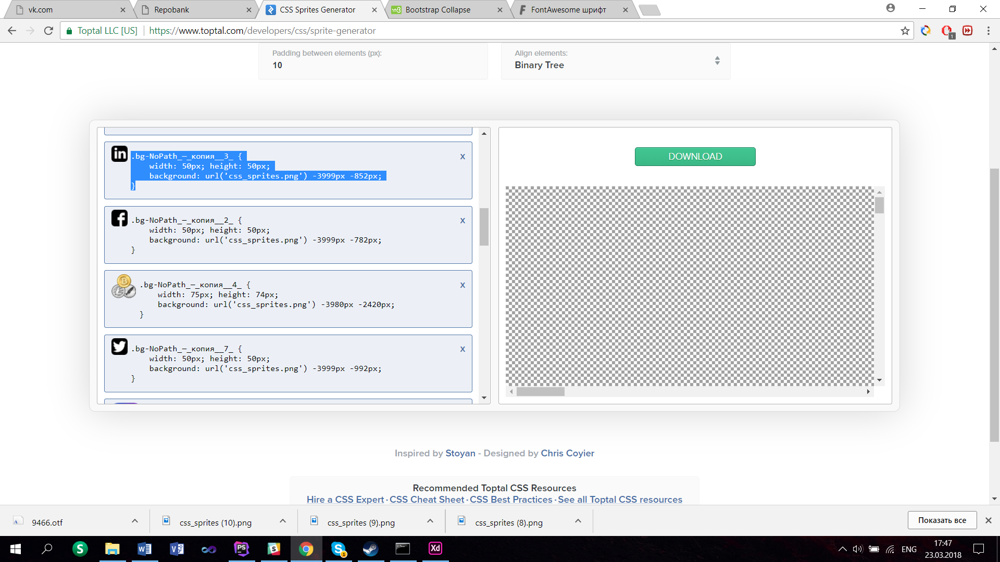 vk.com
Repobank
CSS Sprites Generator
Bootstrap Collapse
FontAwesome шрифт
Toptal LLC [US]
https://www.toptal.com/developers/css/sprite-generator
1
Padding between elements (px):
10
Align elements:
Binary Tree
.bg-NoPath_—_копия__3_ {
width: 50px; height: 50px;
background: url('css_sprites.png') -3999px -852px;
}
x
.bg-NoPath_—_копия__2_ {
width: 50px; height: 50px;
background: url('css_sprites.png') -3999px -782px;
}
x
.bg-NoPath_—_копия__4_ {
width: 75px; height: 74px;
background: url('css_sprites.png') -3980px -2420px;
}
x
.bg-NoPath_—_копия__7_ {
width: 50px; height: 50px;
background: url('css_sprites.png') -3999px -992px;
}
x
DOWNLOAD
Inspired by Stoyan - Designed by Chris Coyier
Recommended Toptal CSS Resources
Hire a CSS Expert · CSS Cheat Sheet · CSS Best Practices · See all Toptal CSS resources
9466.otf
css_sprites (10).png
css_sprites (9).png
css_sprites (8).png
Показать все
ENG
17:47
23.03.2018